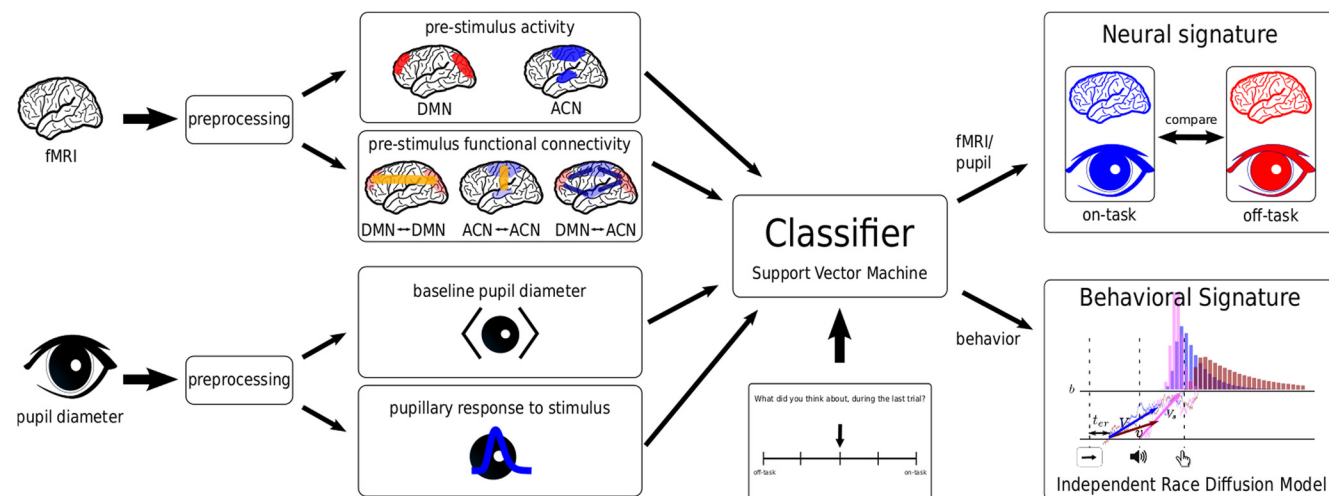 fMRI
preprocessing
pre-stimulus activity
DMN
ACN
pre-stimulus functional connectivity
DMN↔DMN
ACN↔ACN
DMN↔ACN
pupil diameter
preprocessing
baseline pupil diameter
pupillary response to stimulus
Classifier
Support Vector Machine
What did you think about, during the last trial?
off-task
on-task
fMRI/
pupil
behavior
Neural signature
compare
on-task
off-task
Behavioral Signature
b
t_er
V
v
V_s
Independent Race Diffusion Model